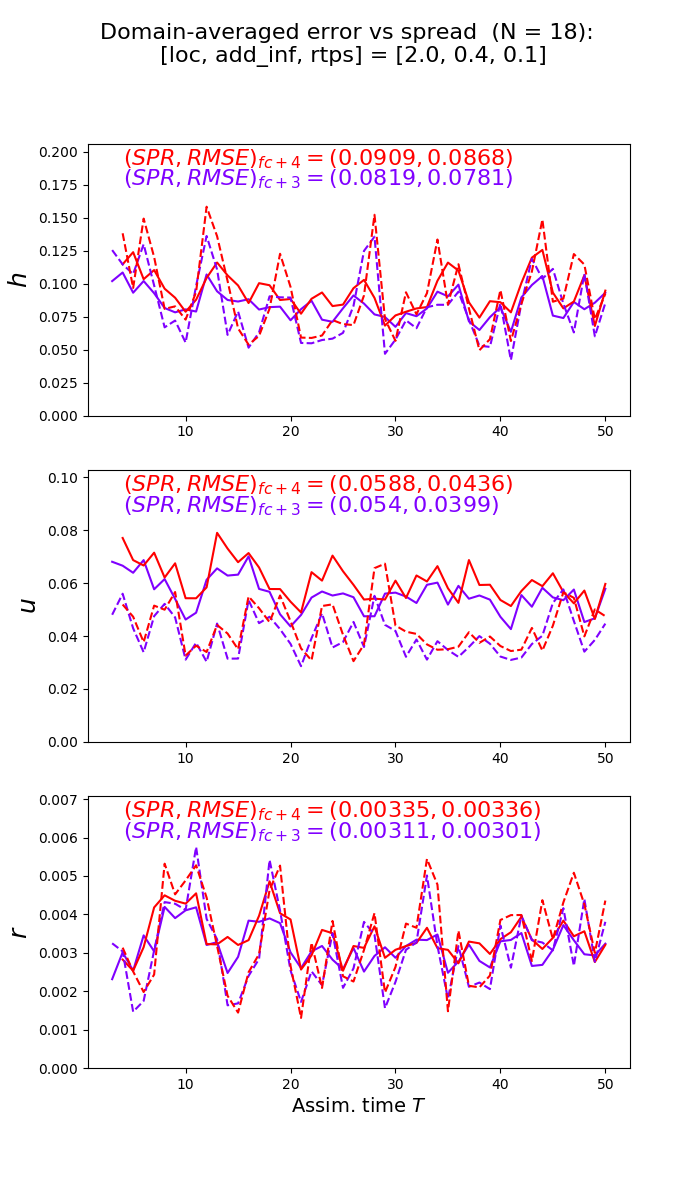 Domain-averaged error vs spread (N = 18):
[loc, add_inf, rtps] = [2.0, 0.4, 0.1]
(SPR, RMSE)fc+4 = (0.0909, 0.0868)
(SPR, RMSE)fc+3 = (0.0819, 0.0781)
h
0.200
0.175
0.150
0.125
0.100
0.075
0.050
0.025
0.000
10 20 30 40 50
(SPR, RMSE)fc+4 = (0.0588, 0.0436)
(SPR, RMSE)fc+3 = (0.054, 0.0399)
u
0.10
0.08
0.06
0.04
0.02
0.00
10 20 30 40 50
(SPR, RMSE)fc+4 = (0.00335, 0.00336)
(SPR, RMSE)fc+3 = (0.00311, 0.00301)
r
0.007
0.006
0.005
0.004
0.003
0.002
0.001
0.000
10 20 30 40 50
Assim. time T